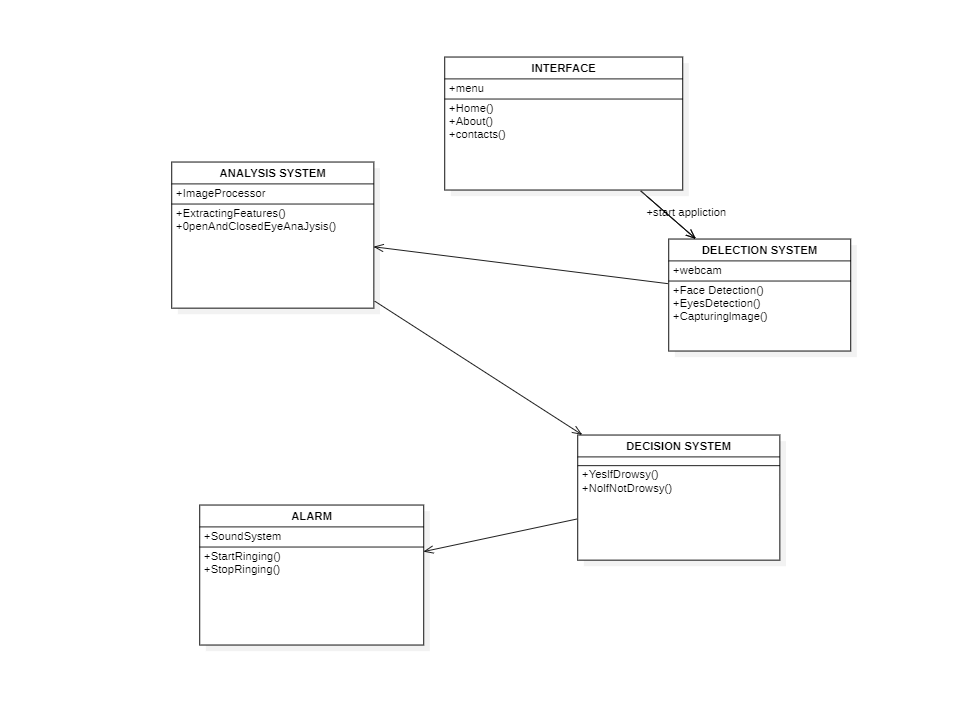 INTERFACE
+menu
+Home()
+About()
+contacts()
ANALYSIS SYSTEM
+ImageProcessor
+ExtractingFeatures()
+0penAndClosedEyeAnaJysis()
+start appliction
DELECTION SYSTEM
+webcam
+Face Detection()
+EyesDetection()
+CapturingImage()
DECISION SYSTEM
+YesIfDrowsy()
+NoIfNotDrowsy()
ALARM
+SoundSystem
+StartRinging()
+StopRinging()